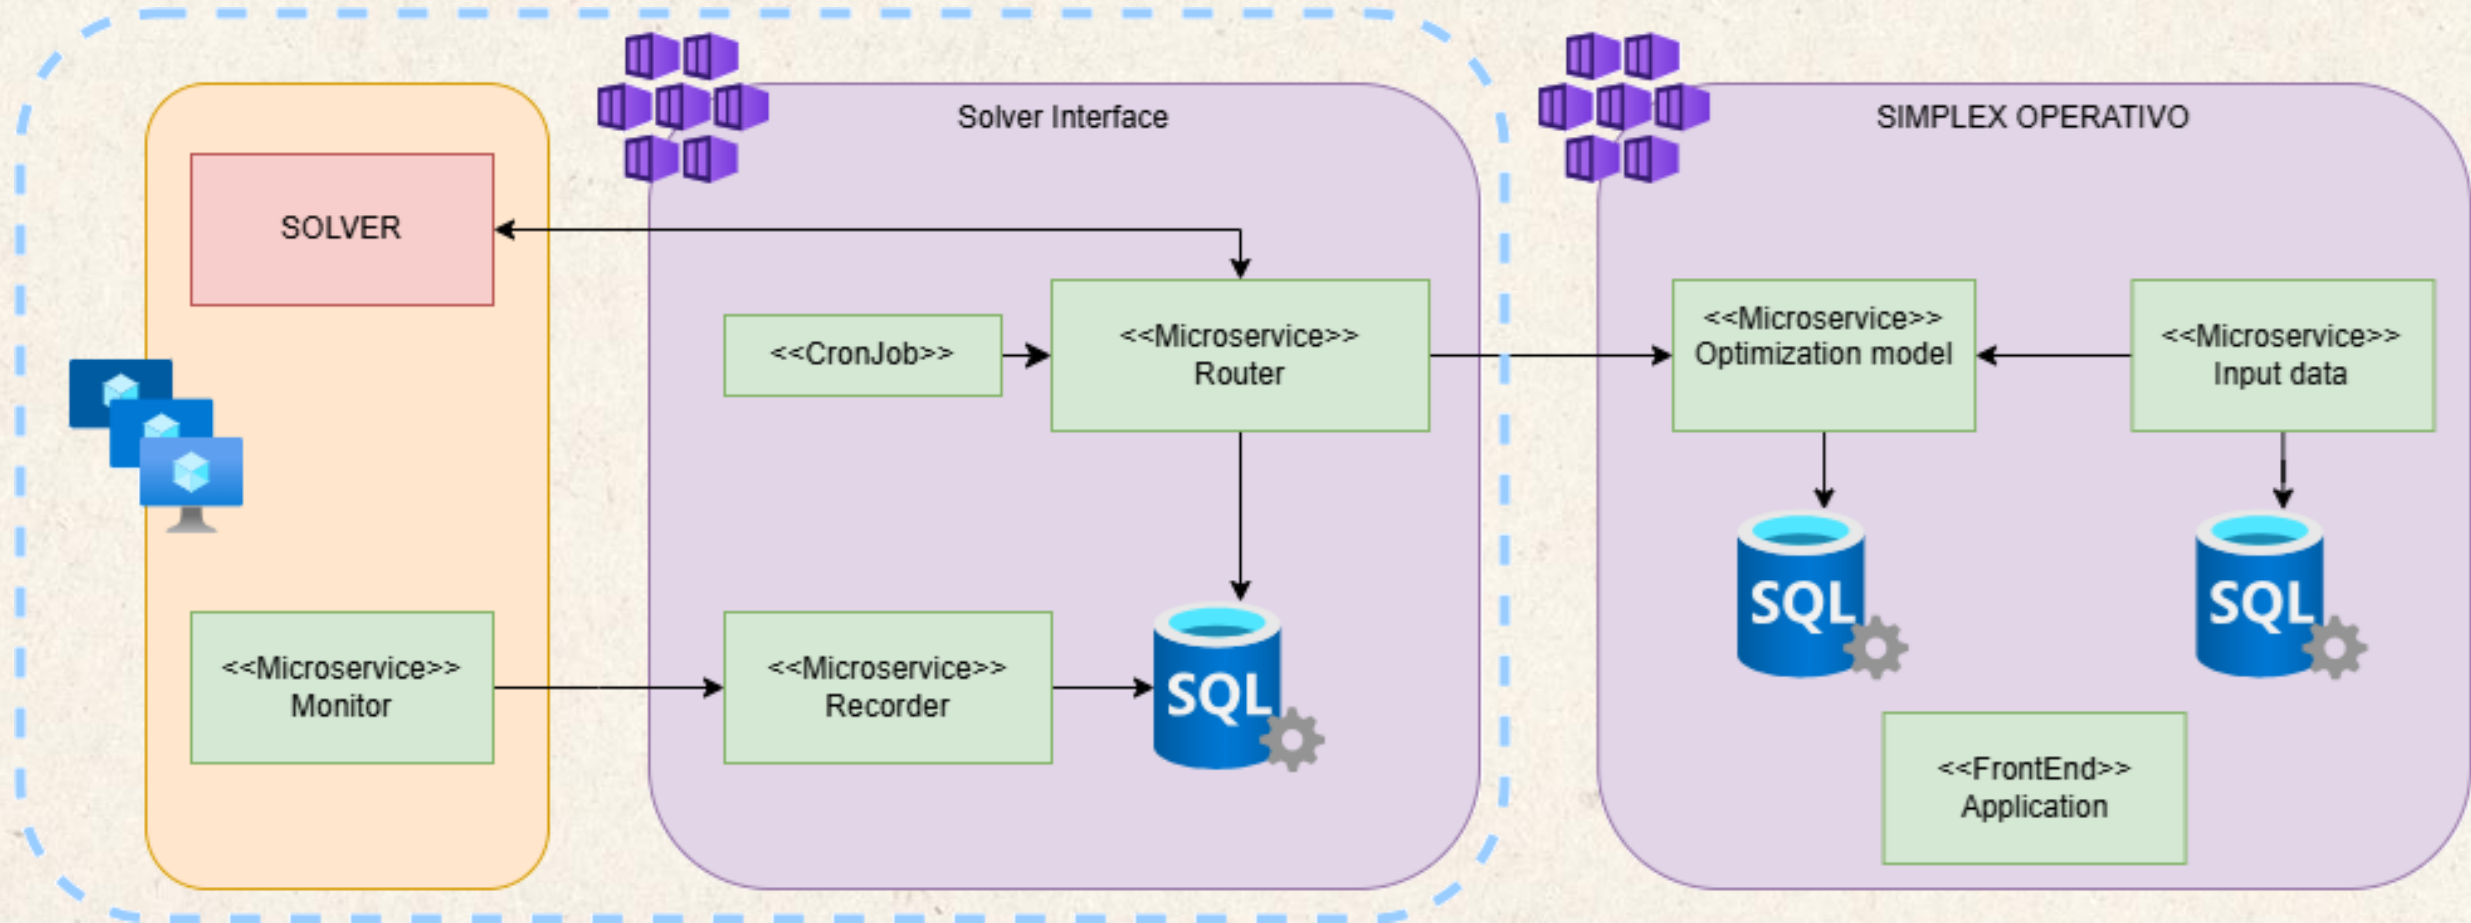 Solver Interface
SIMPLEX OPERATIVO
SOLVER
<<CronJob>>
<<Microservice>>
Router
<<Microservice>>
Optimization model
<<Microservice>>
Input data
<<Microservice>>
Monitor
<<Microservice>>
Recorder
SQL
SQL
SQL
<<FrontEnd>>
Application